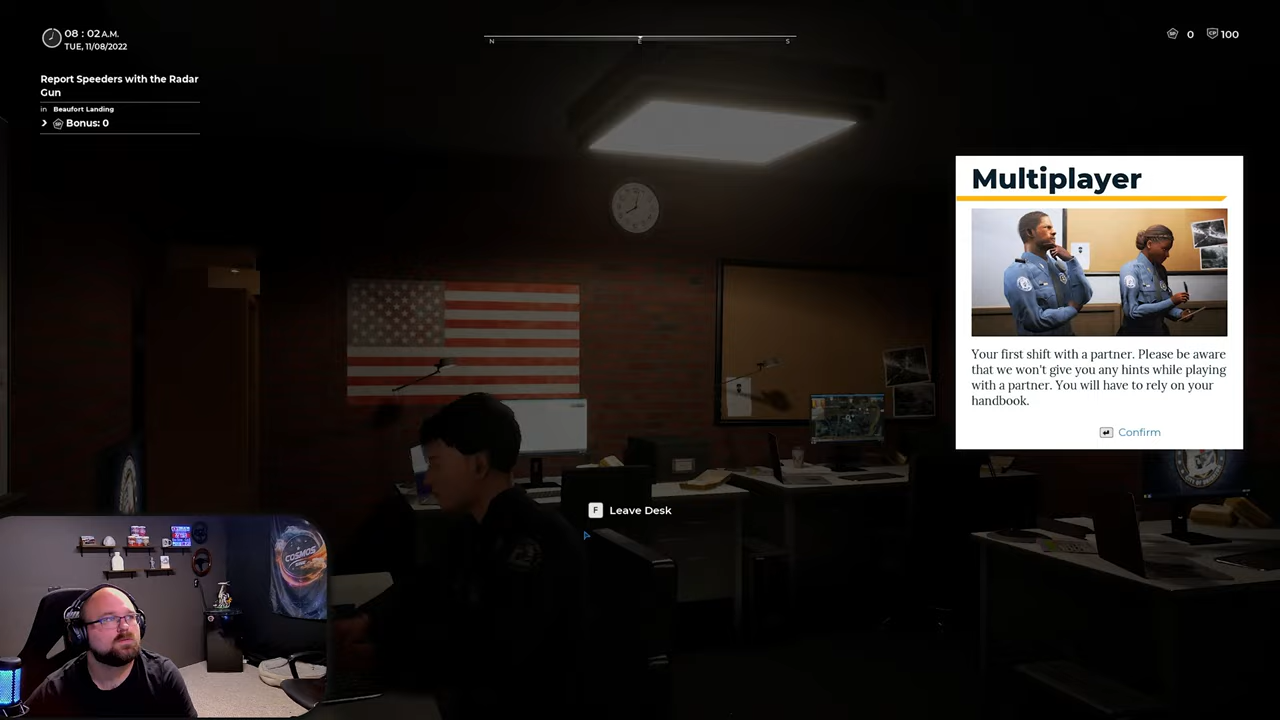 08 : 02 A.M.
TUE, 11/08/2022
N E S
0 100
Report Speeders with the Radar
Gun
in Beaufort Landing
Bonus: 0
Multiplayer
Your first shift with a partner. Please be aware
that we won't give you any hints while playing
with a partner. You will have to rely on your
handbook.
Confirm
F Leave Desk
COSMOS